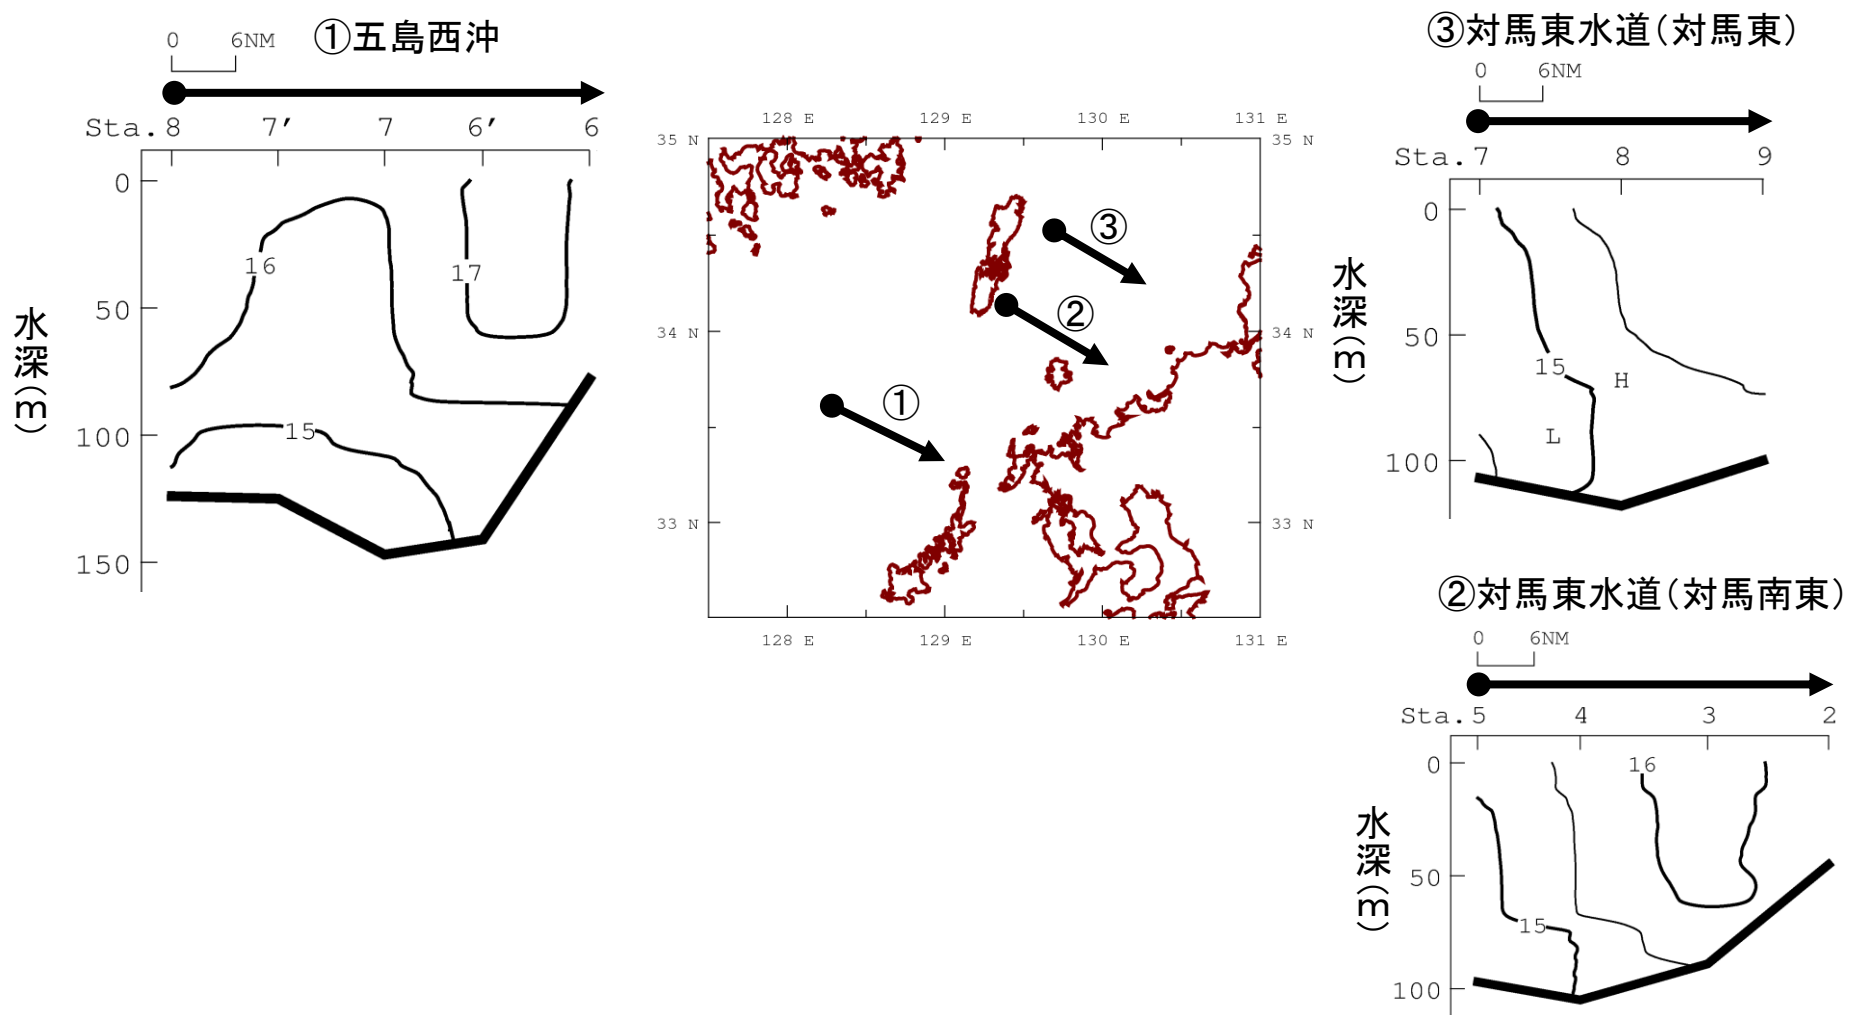 ①五島西沖
0 6NM
Sta.8 7' 7 6' 6
0
50
100
150
水深(m)
16
17
15
128 E 129 E 130 E 131 E
35 N 35 N
34 N 34 N
33 N 33 N
128 E 129 E 130 E 131 E
①
②
③
③対馬東水道(対馬東)
0 6NM
Sta.7 8 9
0
50
100
水深(m)
15
H
L
②対馬東水道(対馬南東)
0 6NM
Sta.5 4 3 2
0
50
100
水深(m)
16
15